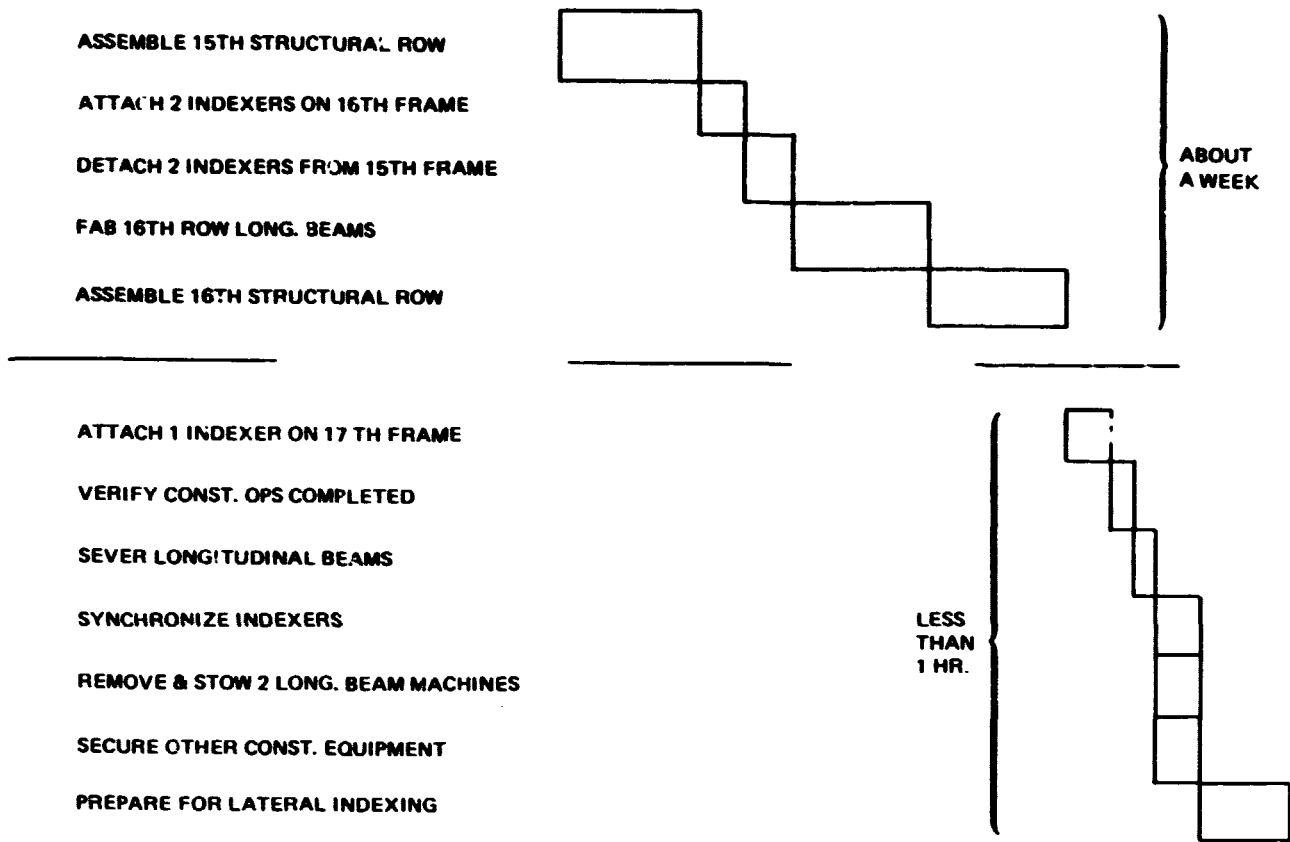 ASSEMBLE 15TH STRUCTURAL ROW
ATTACH 2 INDEXERS ON 16TH FRAME
DETACH 2 INDEXERS FROM 15TH FRAME
FAB 16TH ROW LONG. BEAMS
ASSEMBLE 16TH STRUCTURAL ROW
ABOUT
A WEEK
ATTACH 1 INDEXER ON 17 TH FRAME
VERIFY CONST. OPS COMPLETED
SEVER LONGITUDINAL BEAMS
SYNCHRONIZE INDEXERS
REMOVE & STOW 2 LONG. BEAM MACHINES
SECURE OTHER CONST. EQUIPMENT
PREPARE FOR LATERAL INDEXING
LESS
THAN
1 HR.